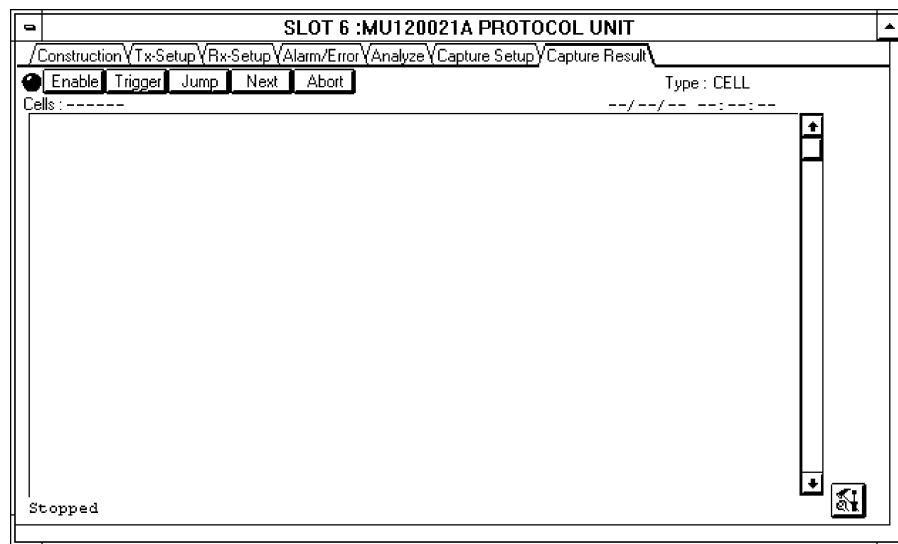 SLOT 6 :MU120021A PROTOCOL UNIT
Construction Tx-Setup Rx-Setup Alarm/Error Analyze Capture Setup Capture Result
Enable Trigger Jump Next Abort Type : CELL
Cells : ------ --/--/-- --:--:--
Stopped